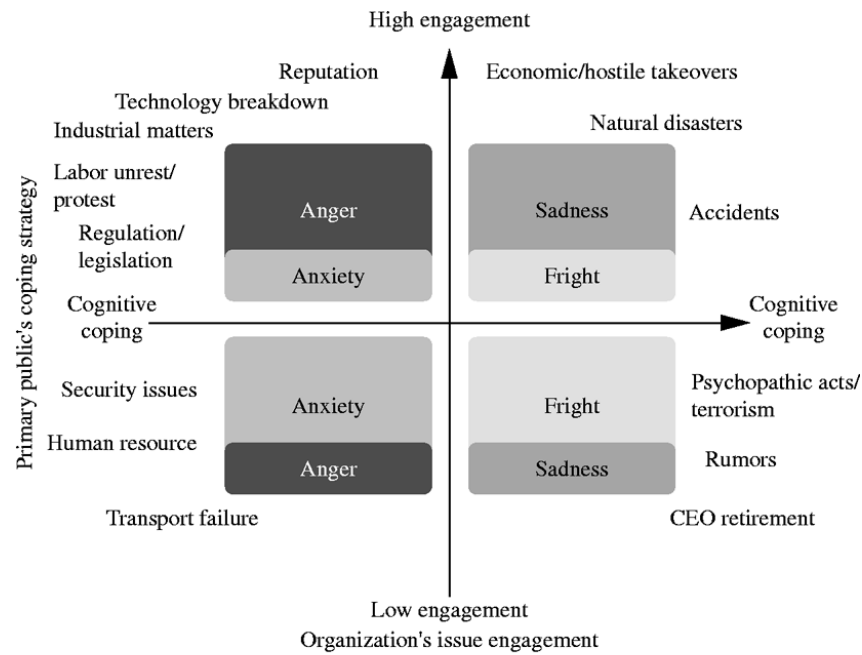 High engagement
Reputation
Economic/hostile takeovers
Technology breakdown
Industrial matters
Natural disasters
Labor unrest/
protest
Anger
Sadness
Accidents
Regulation/
legislation
Anxiety
Fright
Primary public's coping strategy
Cognitive
coping
Cognitive
coping
Security issues
Anxiety
Fright
Psychopathic acts/
terrorism
Human resource
Anger
Sadness
Rumors
Transport failure
CEO retirement
Low engagement
Organization's issue engagement